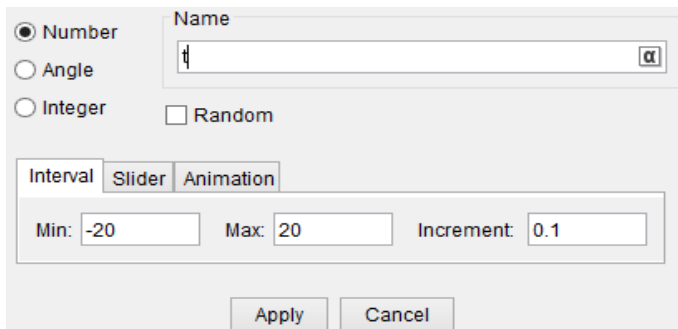 Number
Name
t α
Angle
Integer
Random
Interval Slider Animation
Min: -20 Max: 20 Increment: 0.1
Apply Cancel